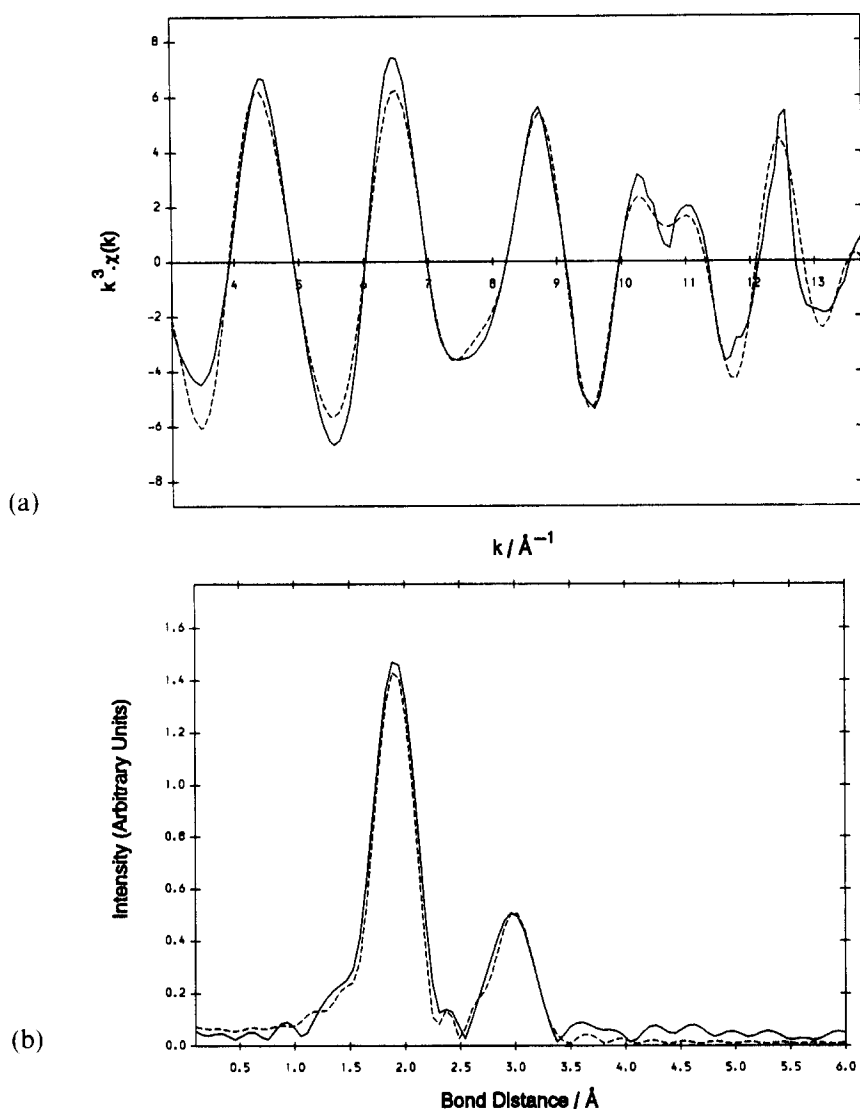 8
6
4
2
0
-2
-4
-6
-8
4 5 6 7 8 9 10 11 12 13
k³·χ(k)
(a)
k / Å⁻¹
1.6
1.4
1.2
1.0
0.8
0.6
0.4
0.2
0.0
Intensity (Arbitrary Units)
(b)
0.5 1.0 1.5 2.0 2.5 3.0 3.5 4.0 4.5 5.0 5.5 6.0
Bond Distance / Å